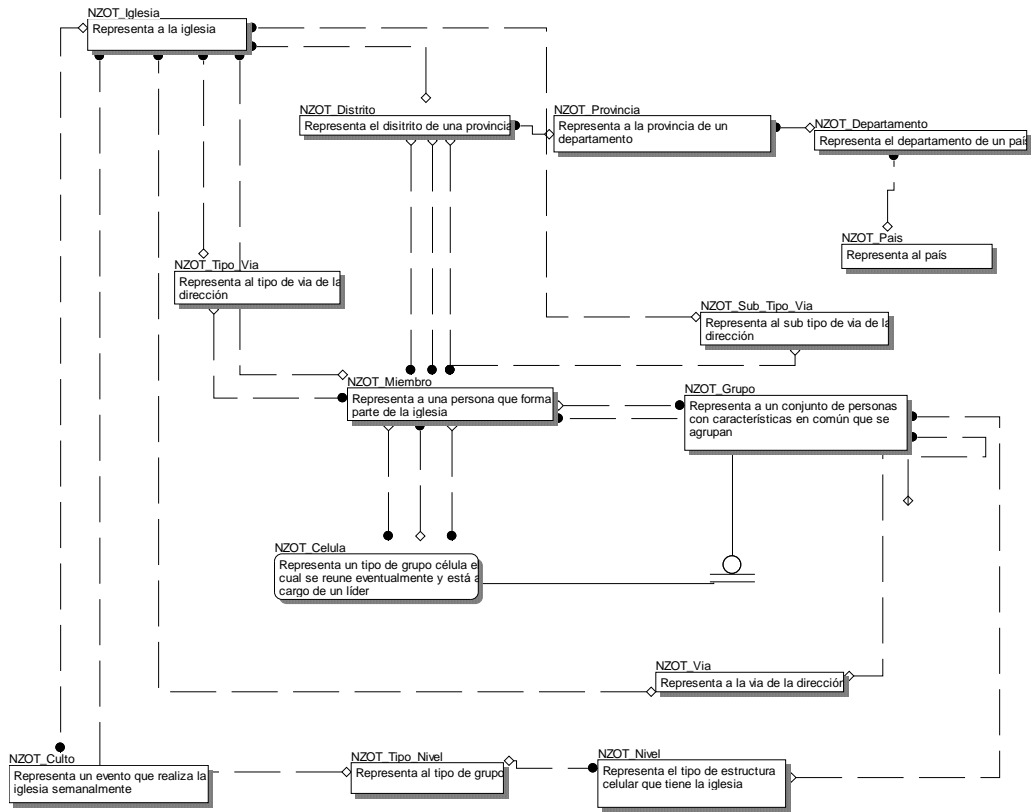 NZOT_Iglesia
Representa a la iglesia
NZOT_Distrito
Representa el disitrito de una provincia
NZOT_Provincia
Representa a la provincia de un
departamento
NZOT_Departamento
Representa el departamento de un país
NZOT_Pais
Representa al país
NZOT_Tipo_Via
Representa al tipo de via de la
dirección
NZOT_Sub_Tipo_Via
Representa al sub tipo de via de la
dirección
NZOT_Miembro
Representa a una persona que forma
parte de la iglesia
NZOT_Grupo
Representa a un conjunto de personas
con características en común que se
agrupan
NZOT_Celula
Representa un tipo de grupo célula e
cual se reune eventualmente y está a
cargo de un líder
NZOT_Via
Representa a la via de la dirección
NZOT_Culto
Representa un evento que realiza la
iglesia semanalmente
NZOT_Tipo_Nivel
Representa al tipo de grupo
NZOT_Nivel
Representa el tipo de estructura
celular que tiene la iglesia